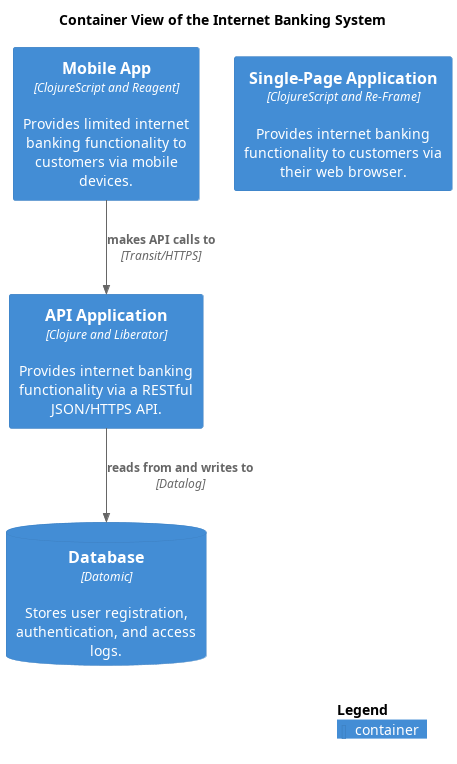 Container View of the Internet Banking System
Mobile App
[ClojureScript and Reagent]
Provides limited internet
banking functionality to
customers via mobile
devices.
Single-Page Application
[ClojureScript and Re-Frame]
Provides internet banking
functionality to customers via
their web browser.
makes API calls to
[Transit/HTTPS]
API Application
[Clojure and Liberator]
Provides internet banking
functionality via a RESTful
JSON/HTTPS API.
reads from and writes to
[Datalog]
Database
[Datomic]
Stores user registration,
authentication, and access
logs.
Legend
container